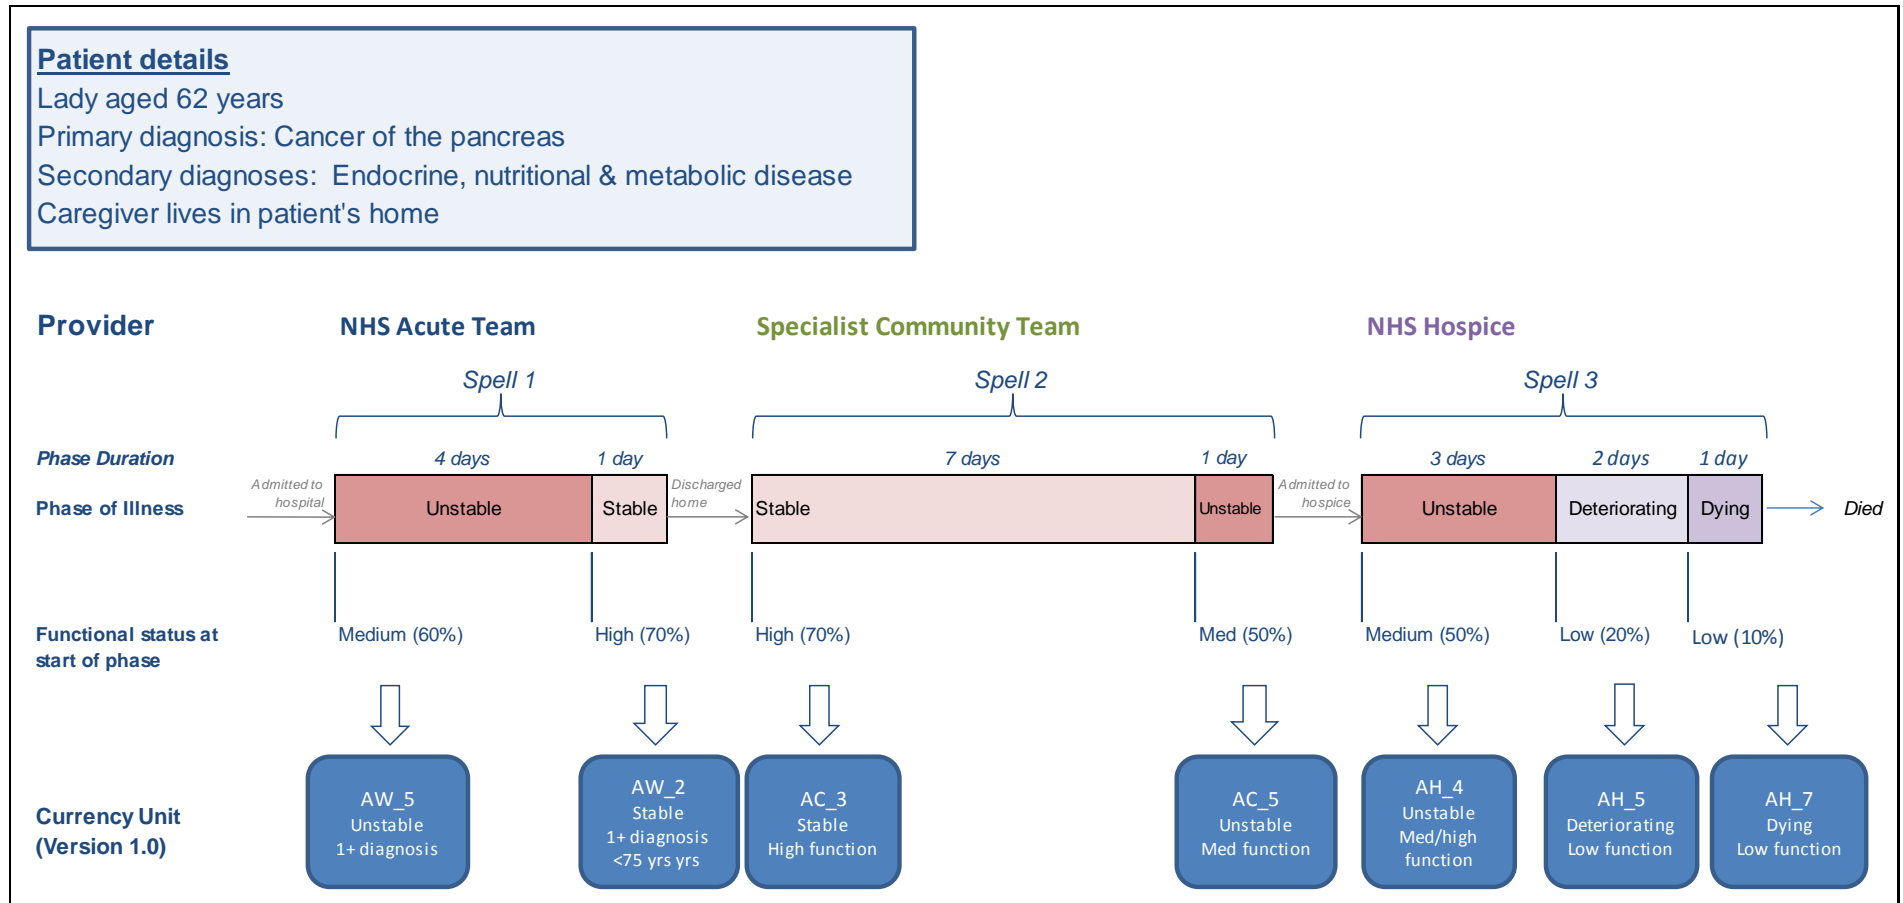 Patient details
Lady aged 62 years
Primary diagnosis: Cancer of the pancreas
Secondary diagnoses:  Endocrine, nutritional & metabolic disease
Caregiver lives in patient's home
Provider
NHS Acute Team
Specialist Community Team
NHS Hospice
Spell 1
Spell 2
Spell 3
Phase Duration
4 days
1 day
7 days
1 day
3 days
2 days
1 day
Phase of Illness
Admitted to
hospital
Unstable
Stable
Discharged
home
Stable
Unstable
Admitted to
hospice
Unstable
Deteriorating
Dying
Died
Functional status at
start of phase
Medium (60%)
High (70%)
High (70%)
Med (50%)
Medium (50%)
Low (20%)
Low (10%)
Currency Unit
(Version 1.0)
AW_5
Unstable
1+ diagnosis
AW_2
Stable
1+ diagnosis
<75 yrs yrs
AC_3
Stable
High function
AC_5
Unstable
Med function
AH_4
Unstable
Med/high
function
AH_5
Deteriorating
Low function
AH_7
Dying
Low function